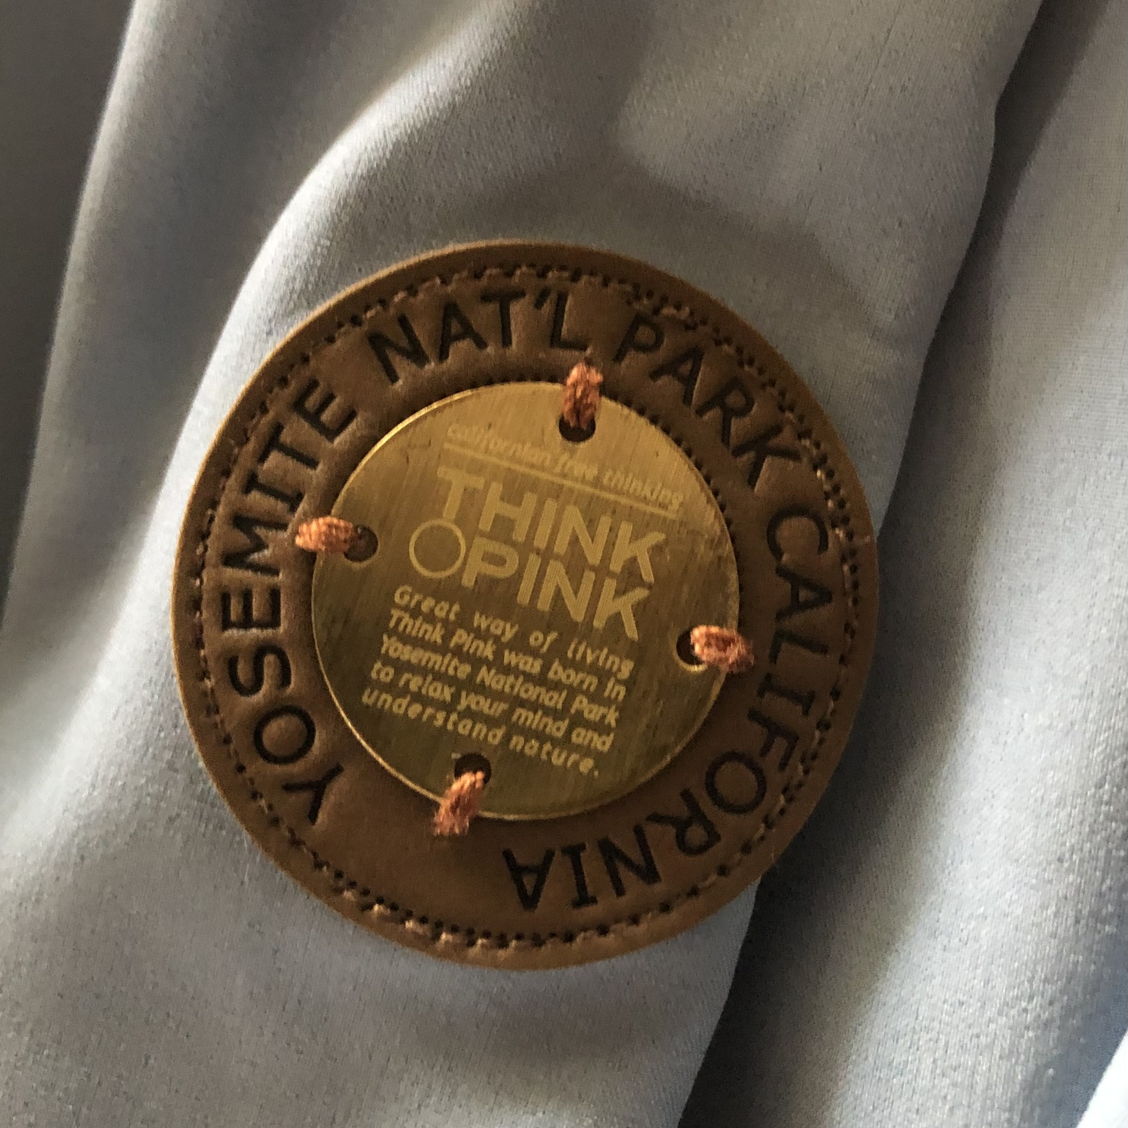 YOSEMITE NAT'L PARK CALIFORNIA
californian free thinking
THINK
PINK
Great way of living
Think Pink was born in
Yosemite National Park
to relax your mind and
understand nature.